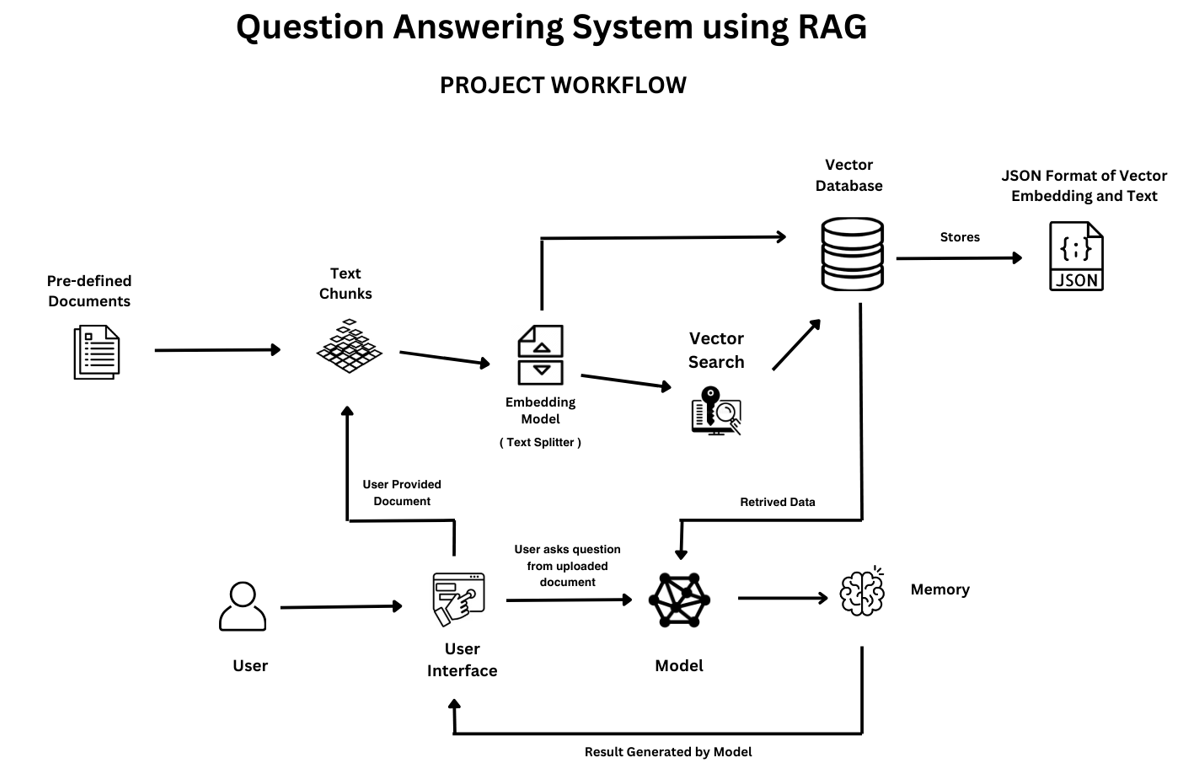 Question Answering System using RAG
PROJECT WORKFLOW
Vector
Database
JSON Format of Vector
Embedding and Text
Stores
{;}
JSON
Pre-defined
Documents
Text
Chunks
Vector
Search
Embedding
Model
( Text Splitter )
User Provided
Document
Retrived Data
User asks question
from uploaded
document
Memory
User
User
Interface
Model
Result Generated by Model